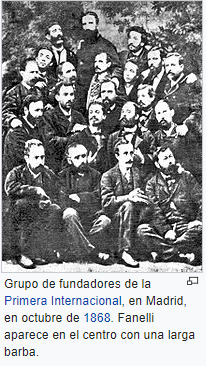 Grupo de fundadores de la
Primera Internacional, en Madrid,
en octubre de 1868. Fanelli
aparece en el centro con una larga
barba.